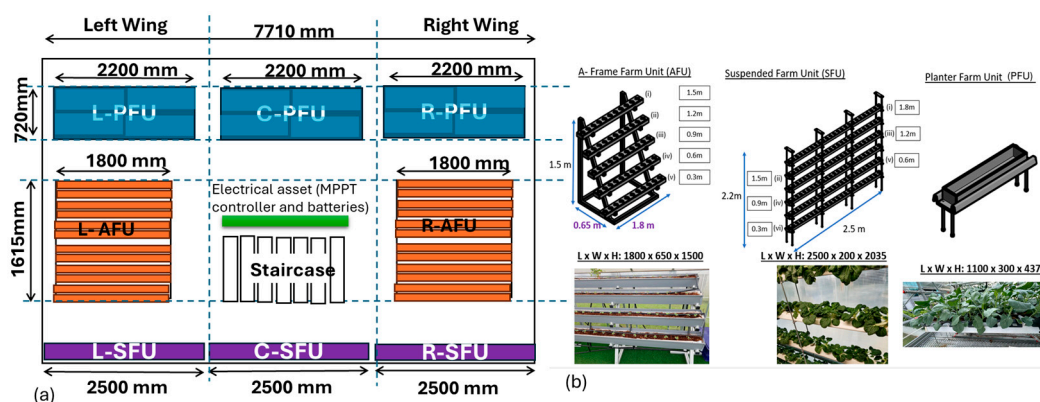 (a)
Left Wing
Right Wing
7710 mm
2200 mm
2200 mm
2200 mm
720mm
L-PFU
C-PFU
R-PFU
1800 mm
1800 mm
1615mm
L- AFU
Electrical asset (MPPT
controller and batteries)
Staircase
R-AFU
L-SFU
C-SFU
R-SFU
2500 mm
2500 mm
2500 mm
(b)
A- Frame Farm Unit (AFU)
(i)
1.5m
(ii)
1.2m
(iii)
0.9m
(iv)
0.6m
(v)
0.3m
1.5 m
0.65 m
1.8 m
L x W x H: 1800 x 650 x 1500
Suspended Farm Unit (SFU)
(i)
1.8m
(iii)
1.2m
(v)
0.6m
1.5m
(ii)
0.9m
(iv)
0.3m
(vi)
2.2m
2.5 m
L x W x H: 2500 x 200 x 2035
Planter Farm Unit (PFU)
L x W x H: 1100 x 300 x 437